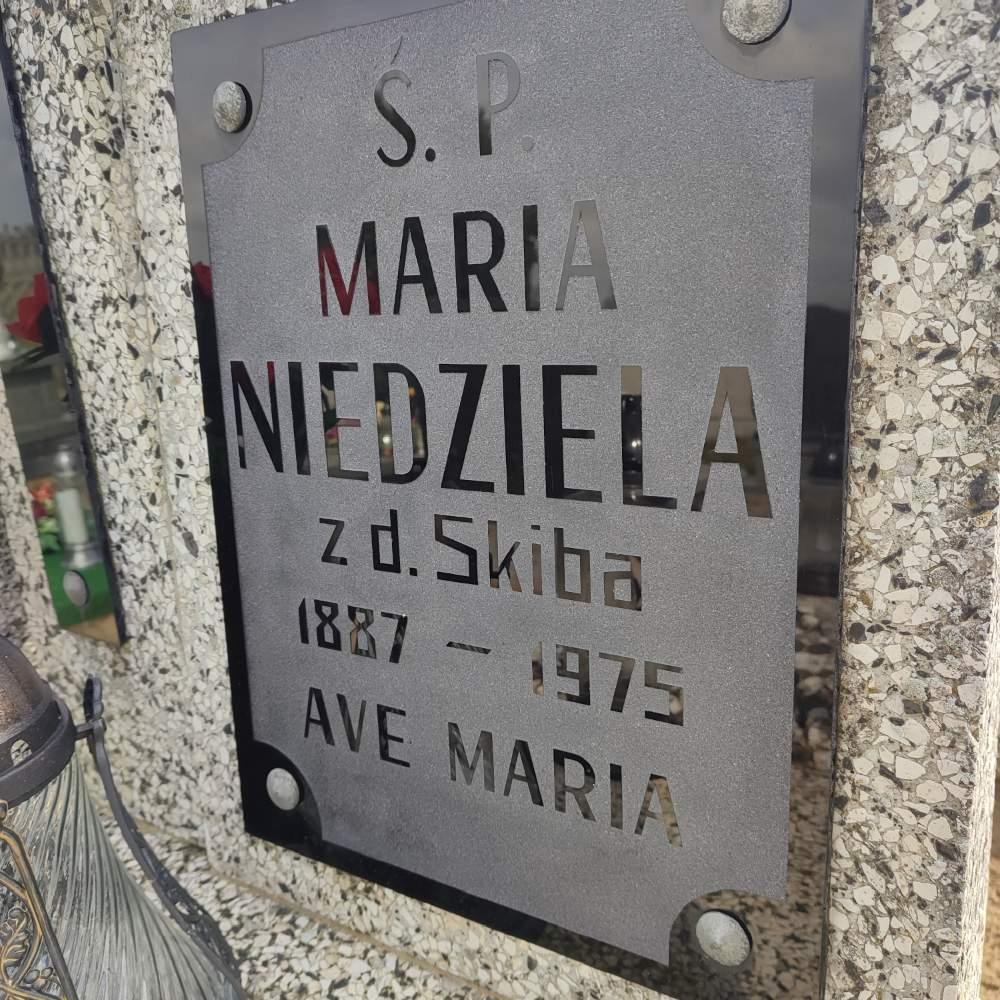 Ś. P.
MARIA
NIEDZIELA
z d. Skiba
1887 – 1975
AVE MARIA